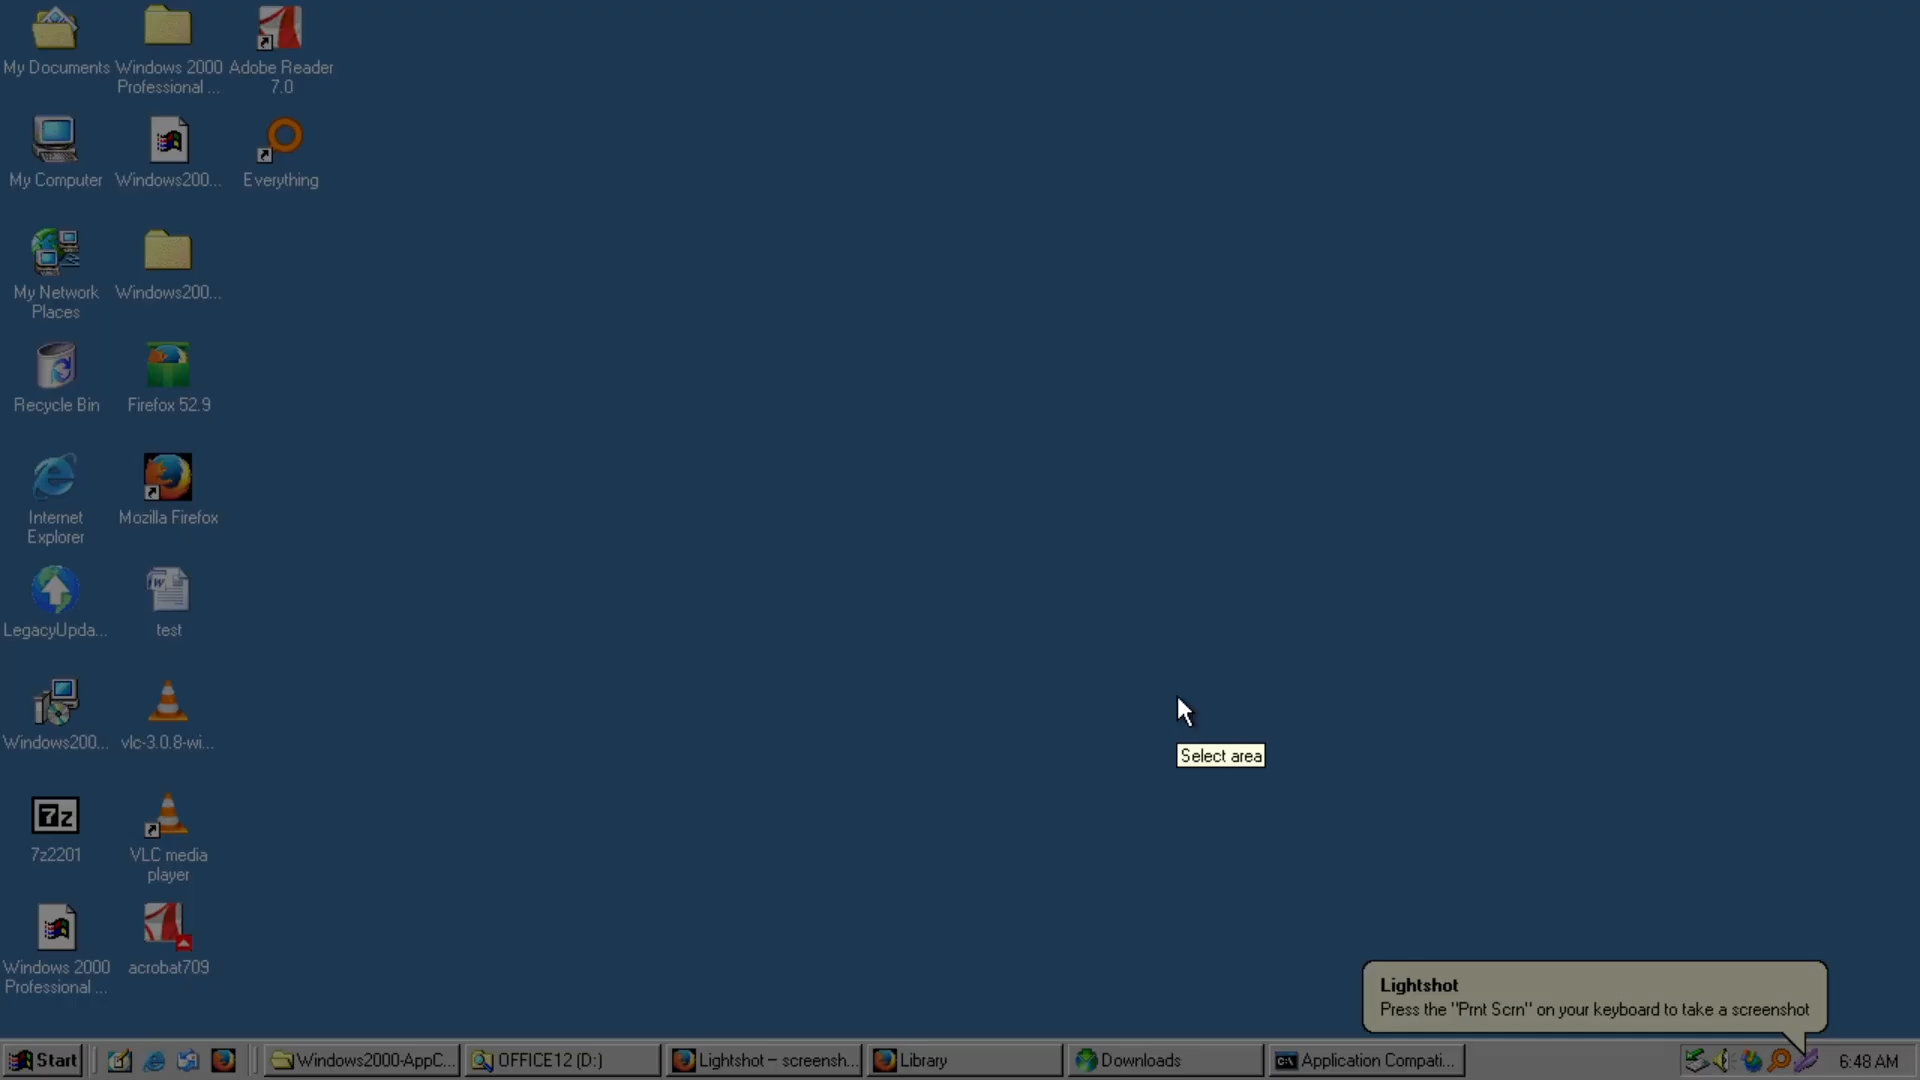 My Documents
Windows 2000
Professional ...
Adobe Reader
7.0
My Computer
Windows200...
Everything
My Network
Places
Windows200...
Recycle Bin
Firefox 52.9
Internet
Explorer
Mozilla Firefox
LegacyUpda...
test
Windows200...
vlc-3.0.8-wi...
Select area
7z
7z2201
VLC media
player
Windows 2000
Professional ...
acrobat709
Lightshot
Press the "Prnt Scrn" on your keyboard to take a screenshot
Start
Windows2000-AppC...
OFFICE12 (D:)
Lightshot – screensh...
Library
Downloads
Application Compati...
6:48 AM